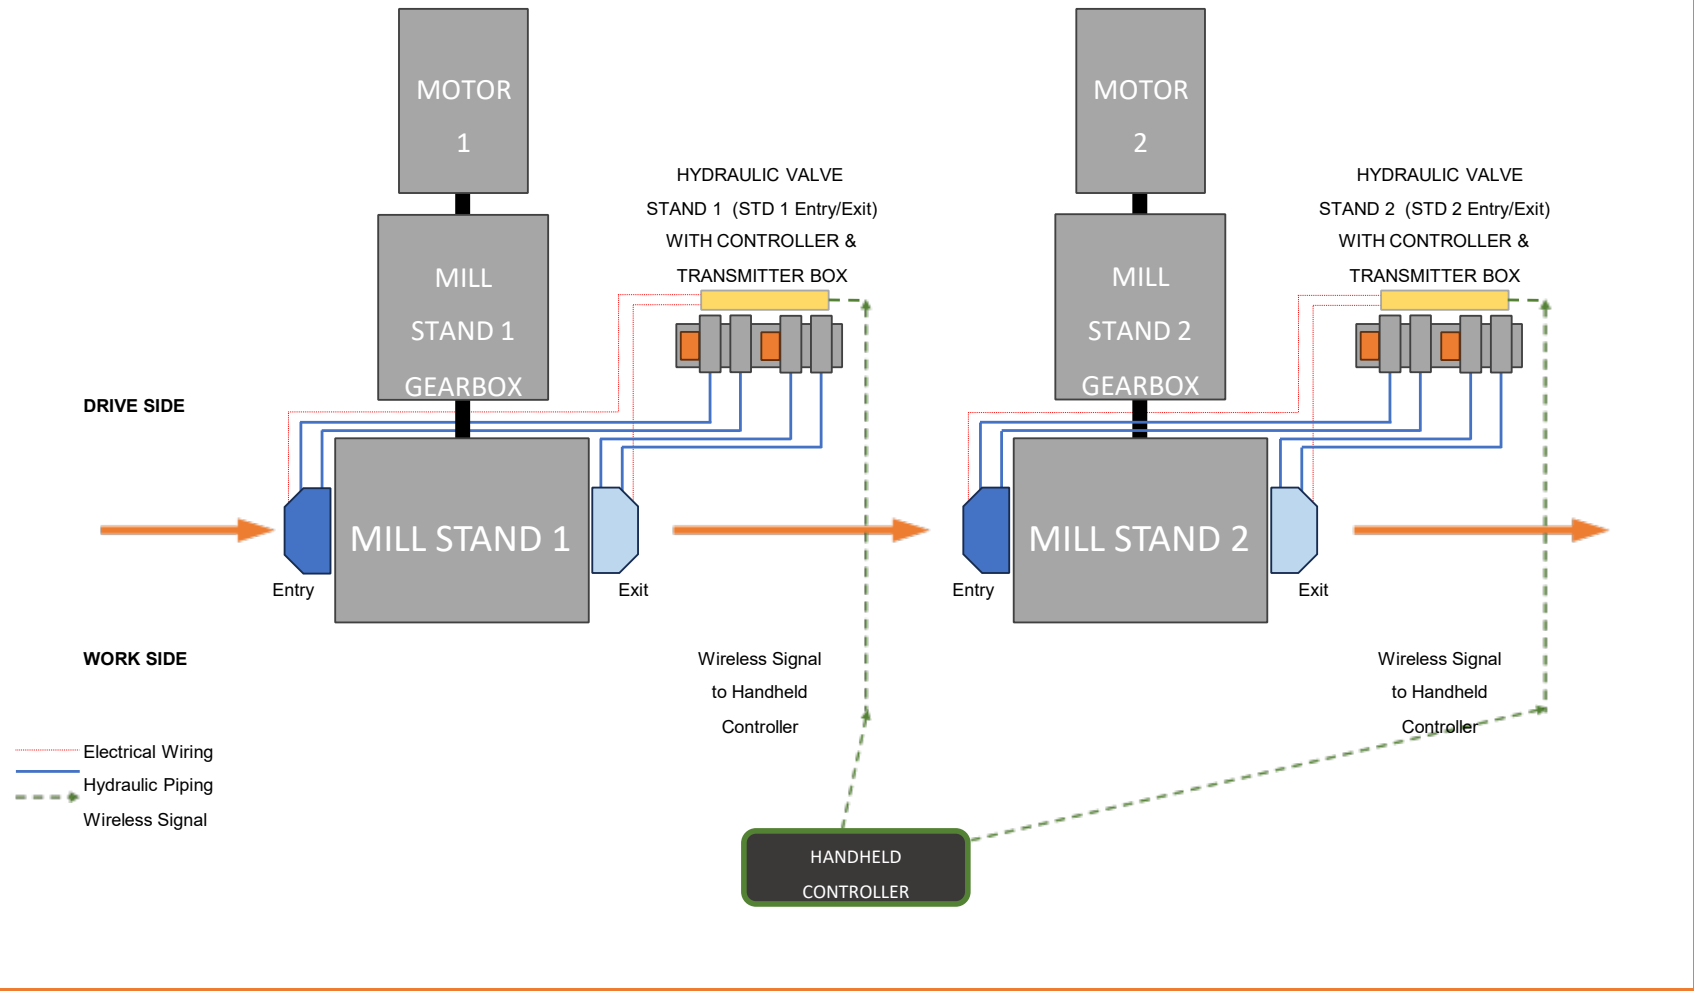 MOTOR
1
MOTOR
2
HYDRAULIC VALVE
STAND 1  (STD 1 Entry/Exit)
WITH CONTROLLER &
TRANSMITTER BOX
HYDRAULIC VALVE
STAND 2  (STD 2 Entry/Exit)
WITH CONTROLLER &
TRANSMITTER BOX
MILL
STAND 1
GEARBOX
MILL
STAND 2
GEARBOX
DRIVE SIDE
MILL STAND 1
MILL STAND 2
Entry
Exit
Entry
Exit
WORK SIDE
Wireless Signal
to Handheld
Controller
Wireless Signal
to Handheld
Controller
Electrical Wiring
Hydraulic Piping
Wireless Signal
HANDHELD
CONTROLLER